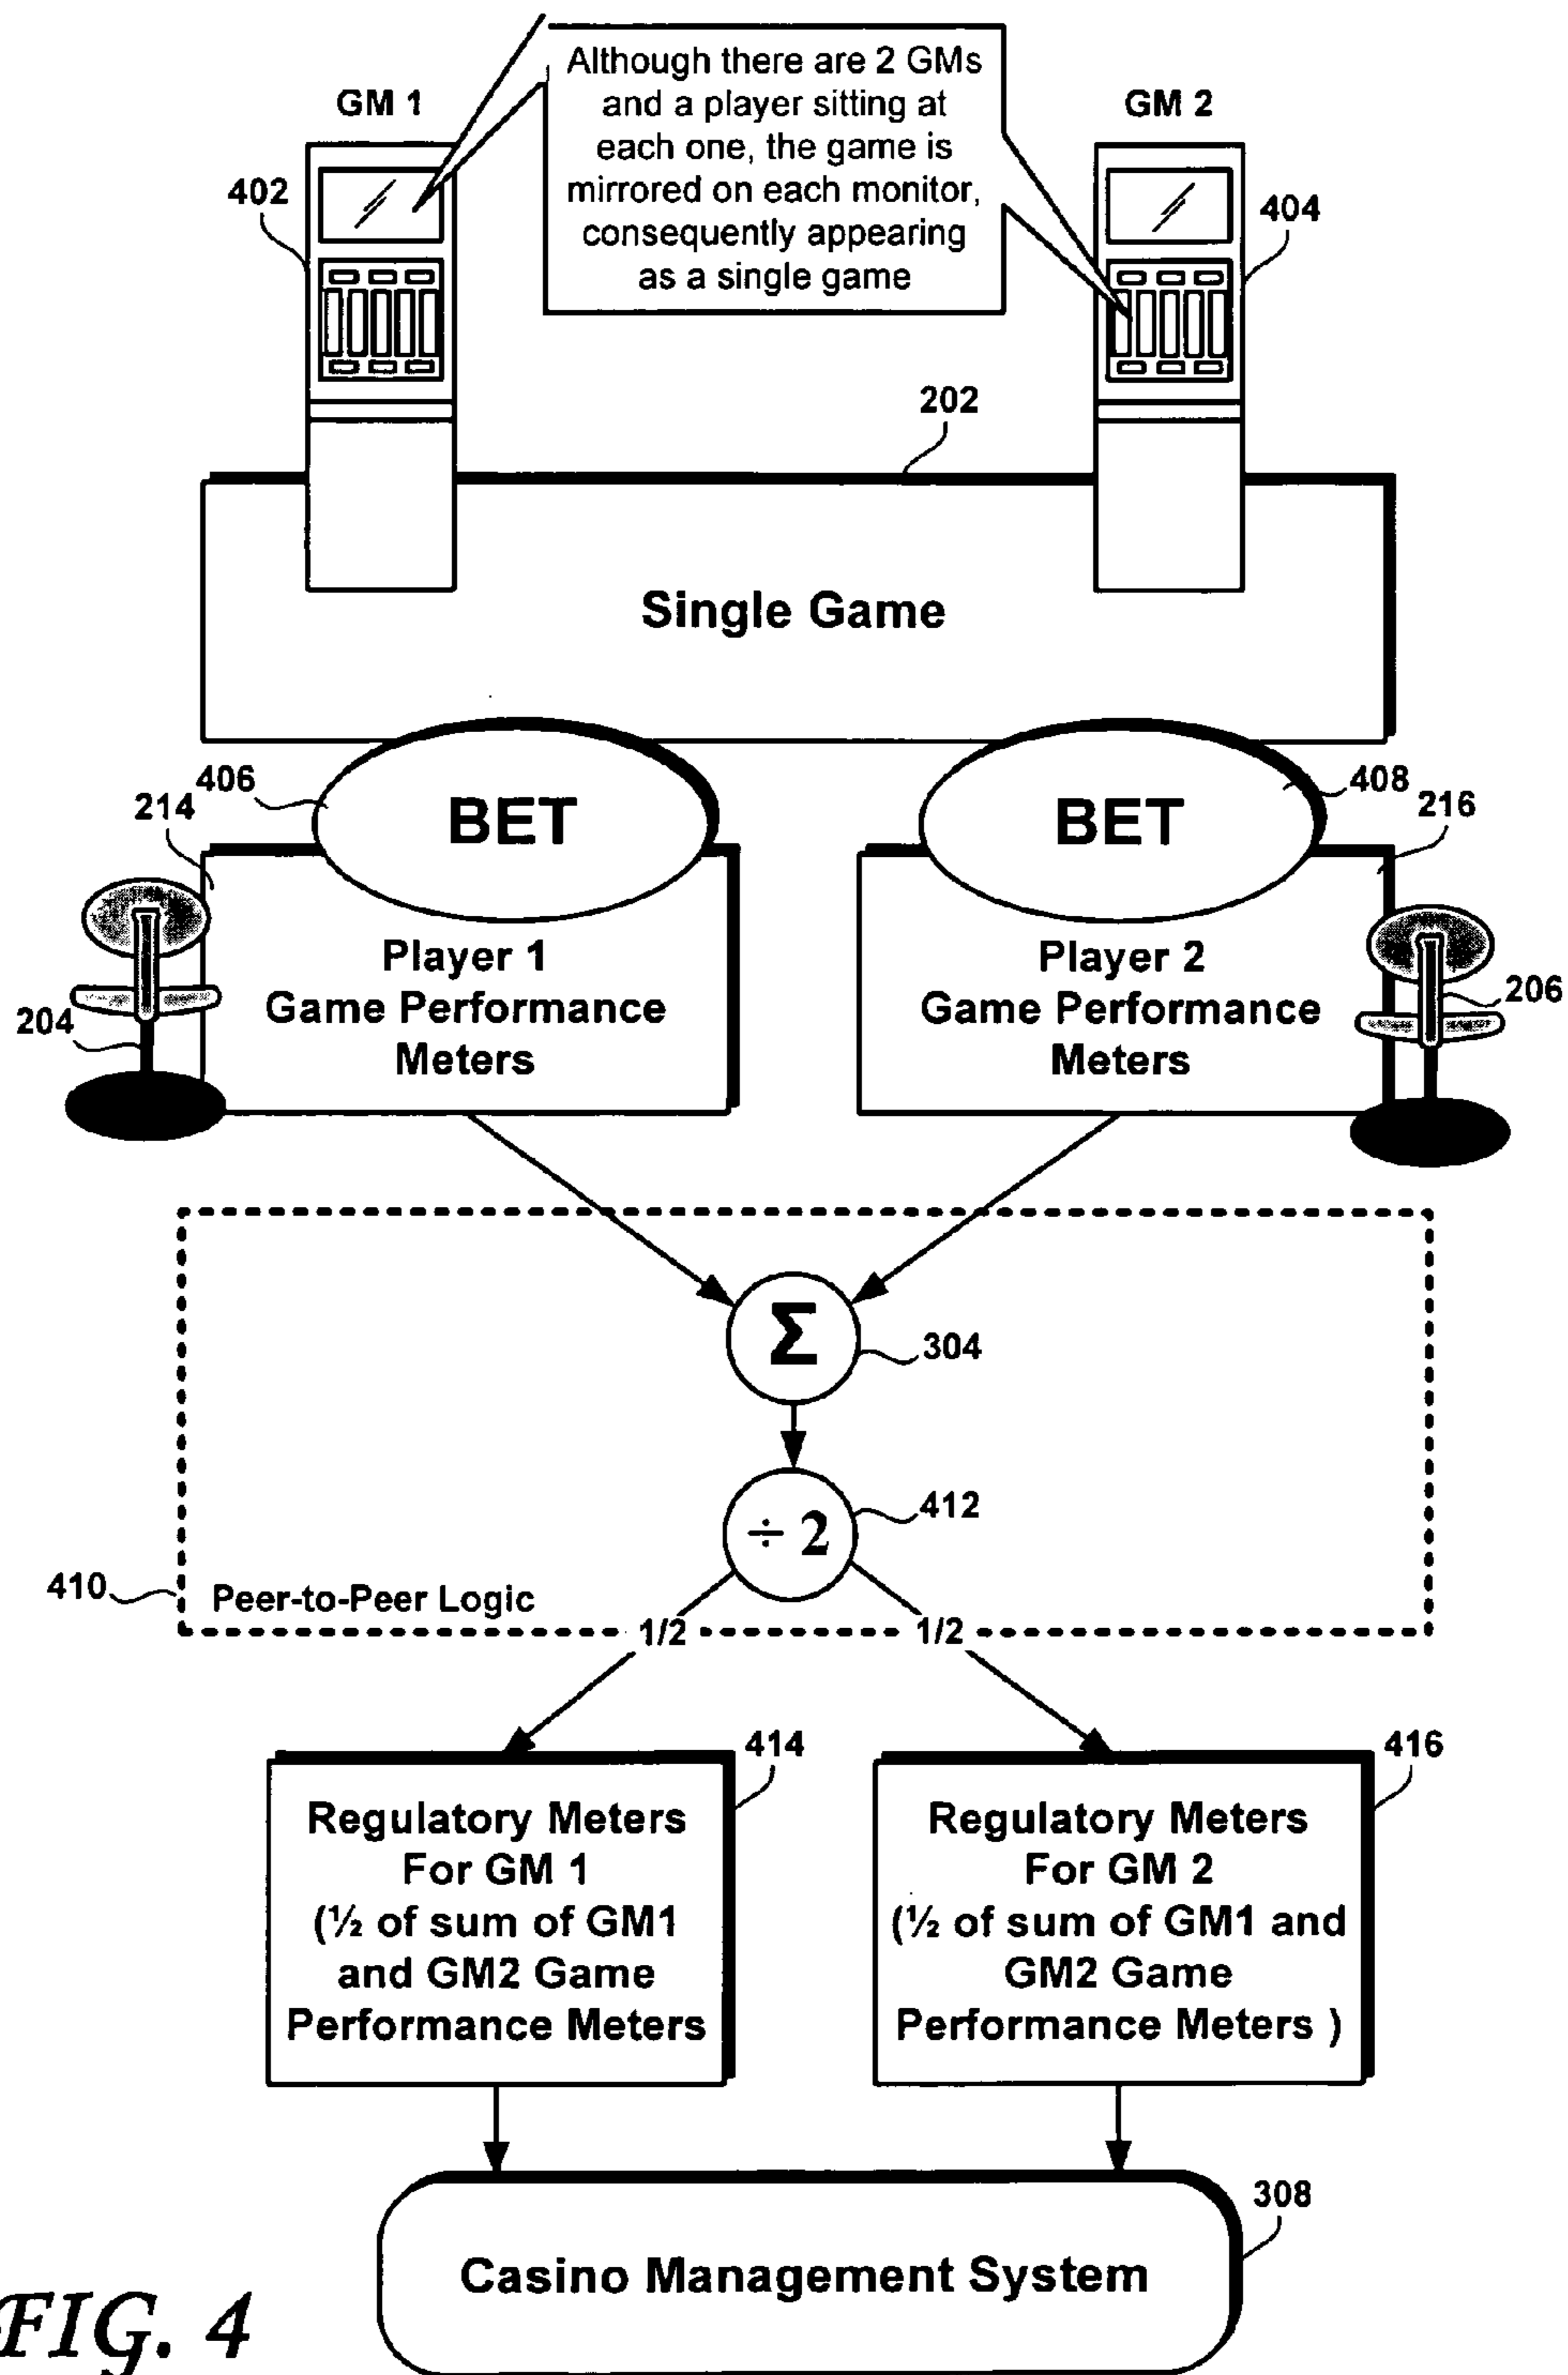 GM 1
Although there are 2 GMs
and a player sitting at
each one, the game is
mirrored on each monitor,
consequently appearing
as a single game
GM 2
402
404
202
Single Game
406
BET
BET
408
214
216
Player 1
Game Performance
Meters
Player 2
Game Performance
Meters
204
206
Σ
304
÷ 2
412
410
Peer-to-Peer Logic
1/2
1/2
414
416
Regulatory Meters
For GM 1
(½ of sum of GM1
and GM2 Game
Performance Meters
Regulatory Meters
For GM 2
(½ of sum of GM1 and
GM2 Game
Performance Meters )
308
Casino Management System
FIG. 4